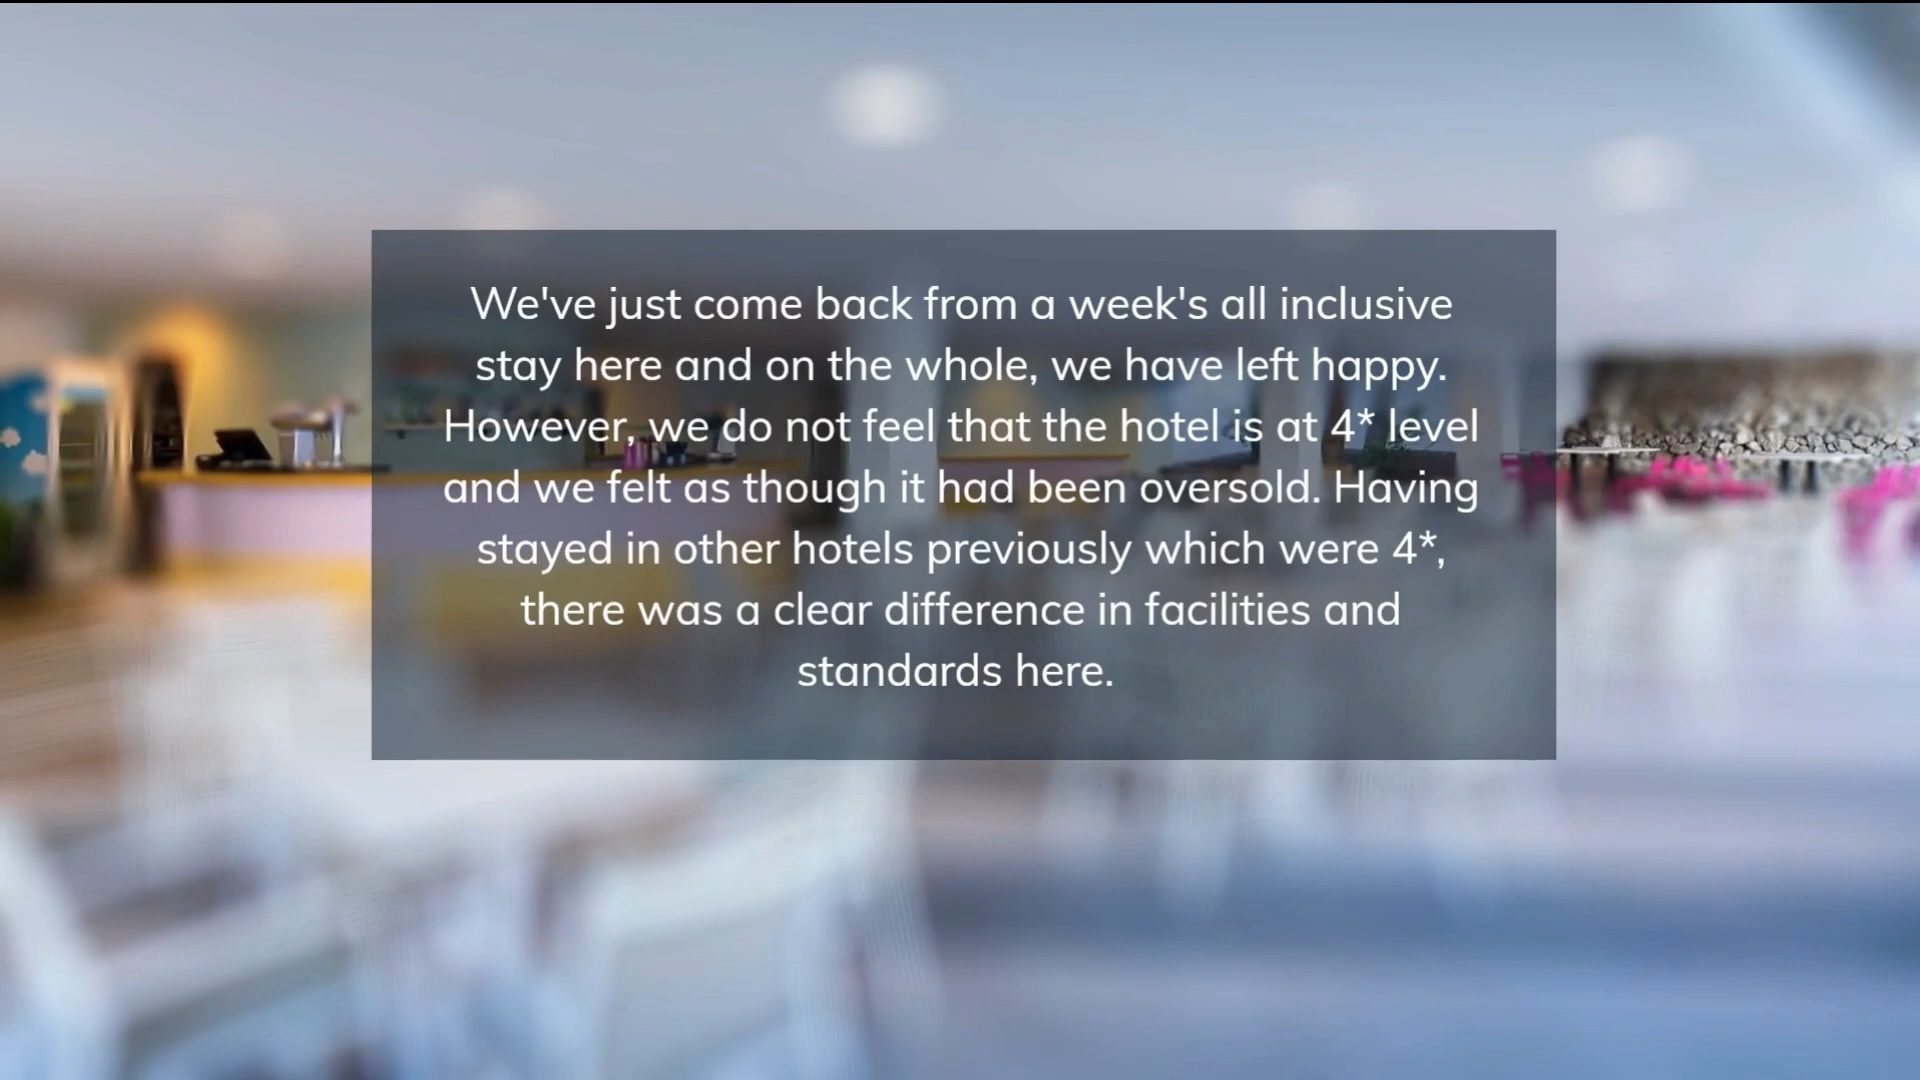 We've just come back from a week's all inclusive
stay here and on the whole, we have left happy.
However, we do not feel that the hotel is at 4* level
and we felt as though it had been oversold. Having
stayed in other hotels previously which were 4*,
there was a clear difference in facilities and
standards here.